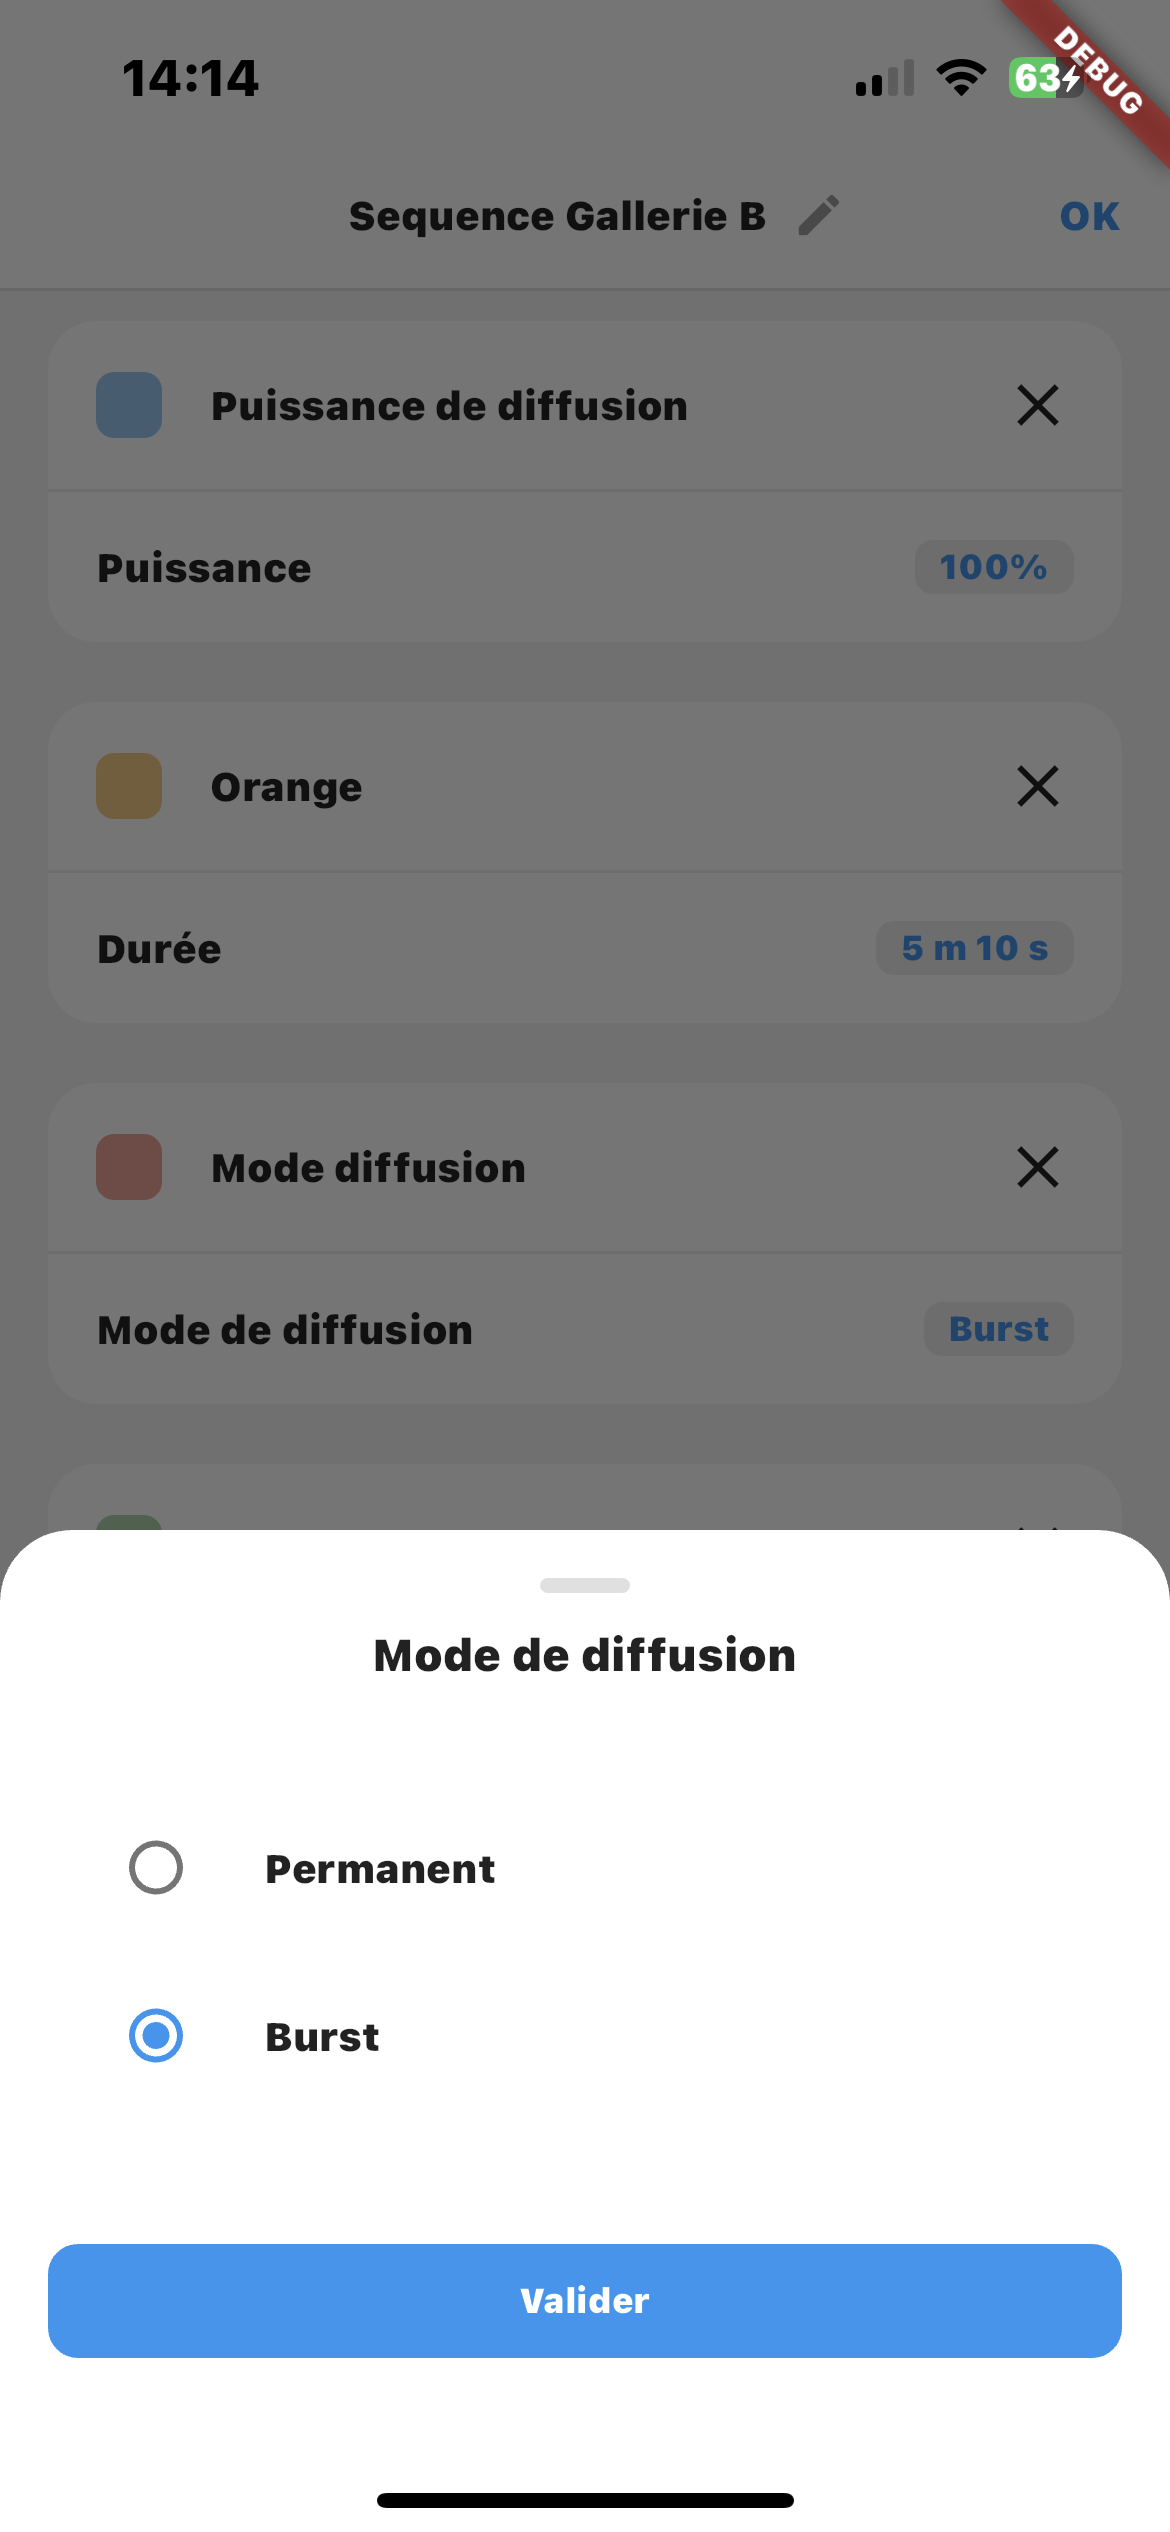 14:14
63
DEBUG
Sequence Gallerie B
OK
Puissance de diffusion
Puissance
100%
Orange
Durée
5 m 10 s
Mode diffusion
Mode de diffusion
Burst
Mode de diffusion
Permanent
Burst
Valider